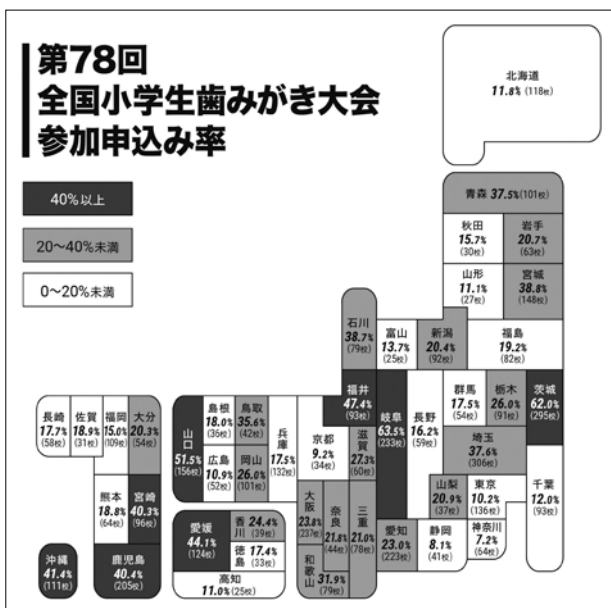 第78回
全国小学生歯みがき大会
参加申込み率
40%以上
20～40%未満
0～20%未満
北海道
11.8% (118校)
青森 37.5% (101校)
秋田
15.7%
(30校)
岩手
20.7%
(63校)
山形
11.1%
(27校)
宮城
38.8%
(148校)
石川
38.7%
(79校)
富山
13.7%
(25校)
新潟
20.4%
(92校)
福島
19.2%
(82校)
福井
47.4%
(93校)
岐阜
63.5%
(233校)
長野
16.2%
(59校)
群馬
17.5%
(54校)
栃木
26.0%
(91校)
茨城
62.0%
(295校)
埼玉
37.6%
(306校)
山梨
20.9%
(37校)
東京
10.2%
(136校)
千葉
12.0%
(93校)
愛知
23.0%
(223校)
静岡
8.1%
(41校)
神奈川
7.2%
(64校)
長崎
17.7%
(58校)
佐賀
18.9%
(31校)
福岡
15.0%
(109校)
大分
20.3%
(54校)
山口
51.5%
(156校)
島根
18.0%
(36校)
鳥取
35.6%
(42校)
広島
10.9%
(52校)
岡山
26.0%
(101校)
兵庫
17.5%
(132校)
京都
9.2%
(34校)
滋賀
27.3%
(60校)
大阪
23.8%
(237校)
奈良
21.8%
(44校)
三重
21.0%
(78校)
和歌山
31.9%
(79校)
熊本
18.8%
(64校)
宮崎
40.3%
(96校)
沖縄
41.4%
(111校)
鹿児島
40.4%
(205校)
愛媛
44.1%
(124校)
香川 24.4%
(39校)
徳島 17.4%
(33校)
高知
11.0% (25校)